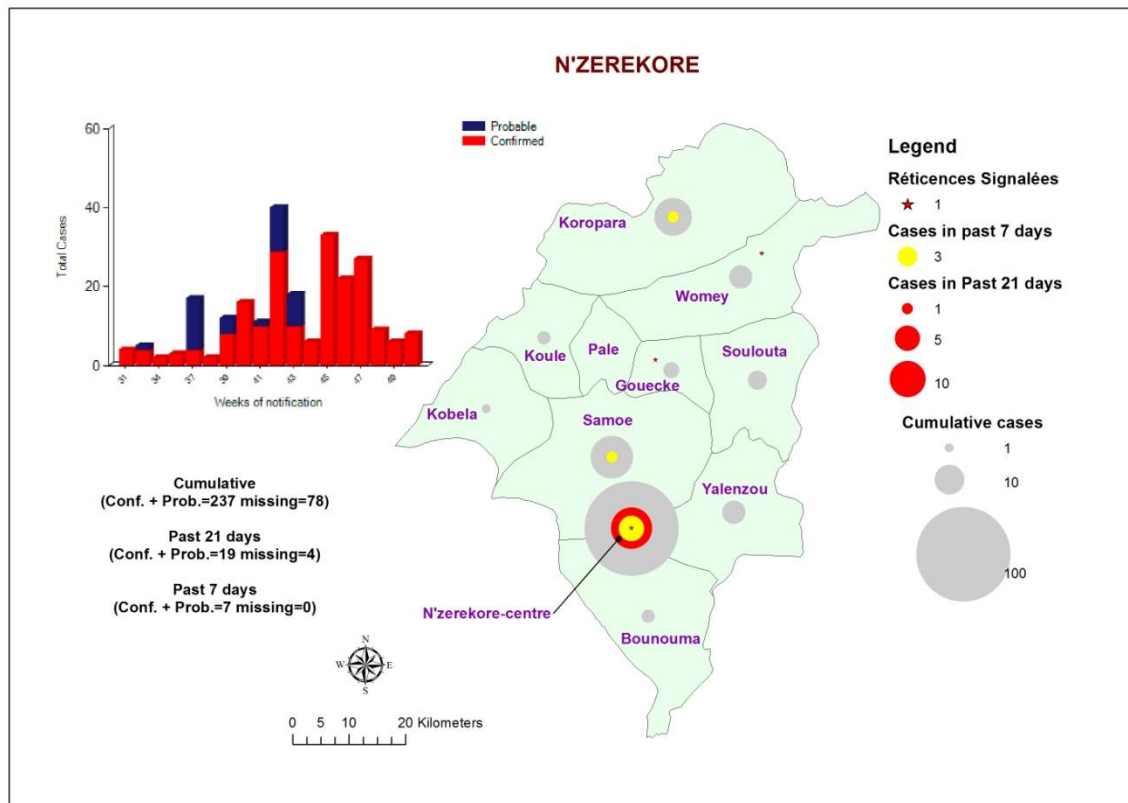 N'ZEREKORE
60
40
20
0
Total Cases
Probable
Confirmed
31
34
37
39
41
43
45
47
49
Weeks of notification
Cumulative
(Conf. + Prob.=237 missing=78)
Past 21 days
(Conf. + Prob.=19 missing=4)
Past 7 days
(Conf. + Prob.=7 missing=0)
Koropara
Womey
Koule
Pale
Soulouta
Gouecke
Kobela
Samoe
Yalenzou
N'zerekore-centre
Bounouma
N
W E
S
0 5 10 20 Kilometers
Legend
Réticences Signalées
1
Cases in past 7 days
3
Cases in Past 21 days
1
5
10
Cumulative cases
1
10
100